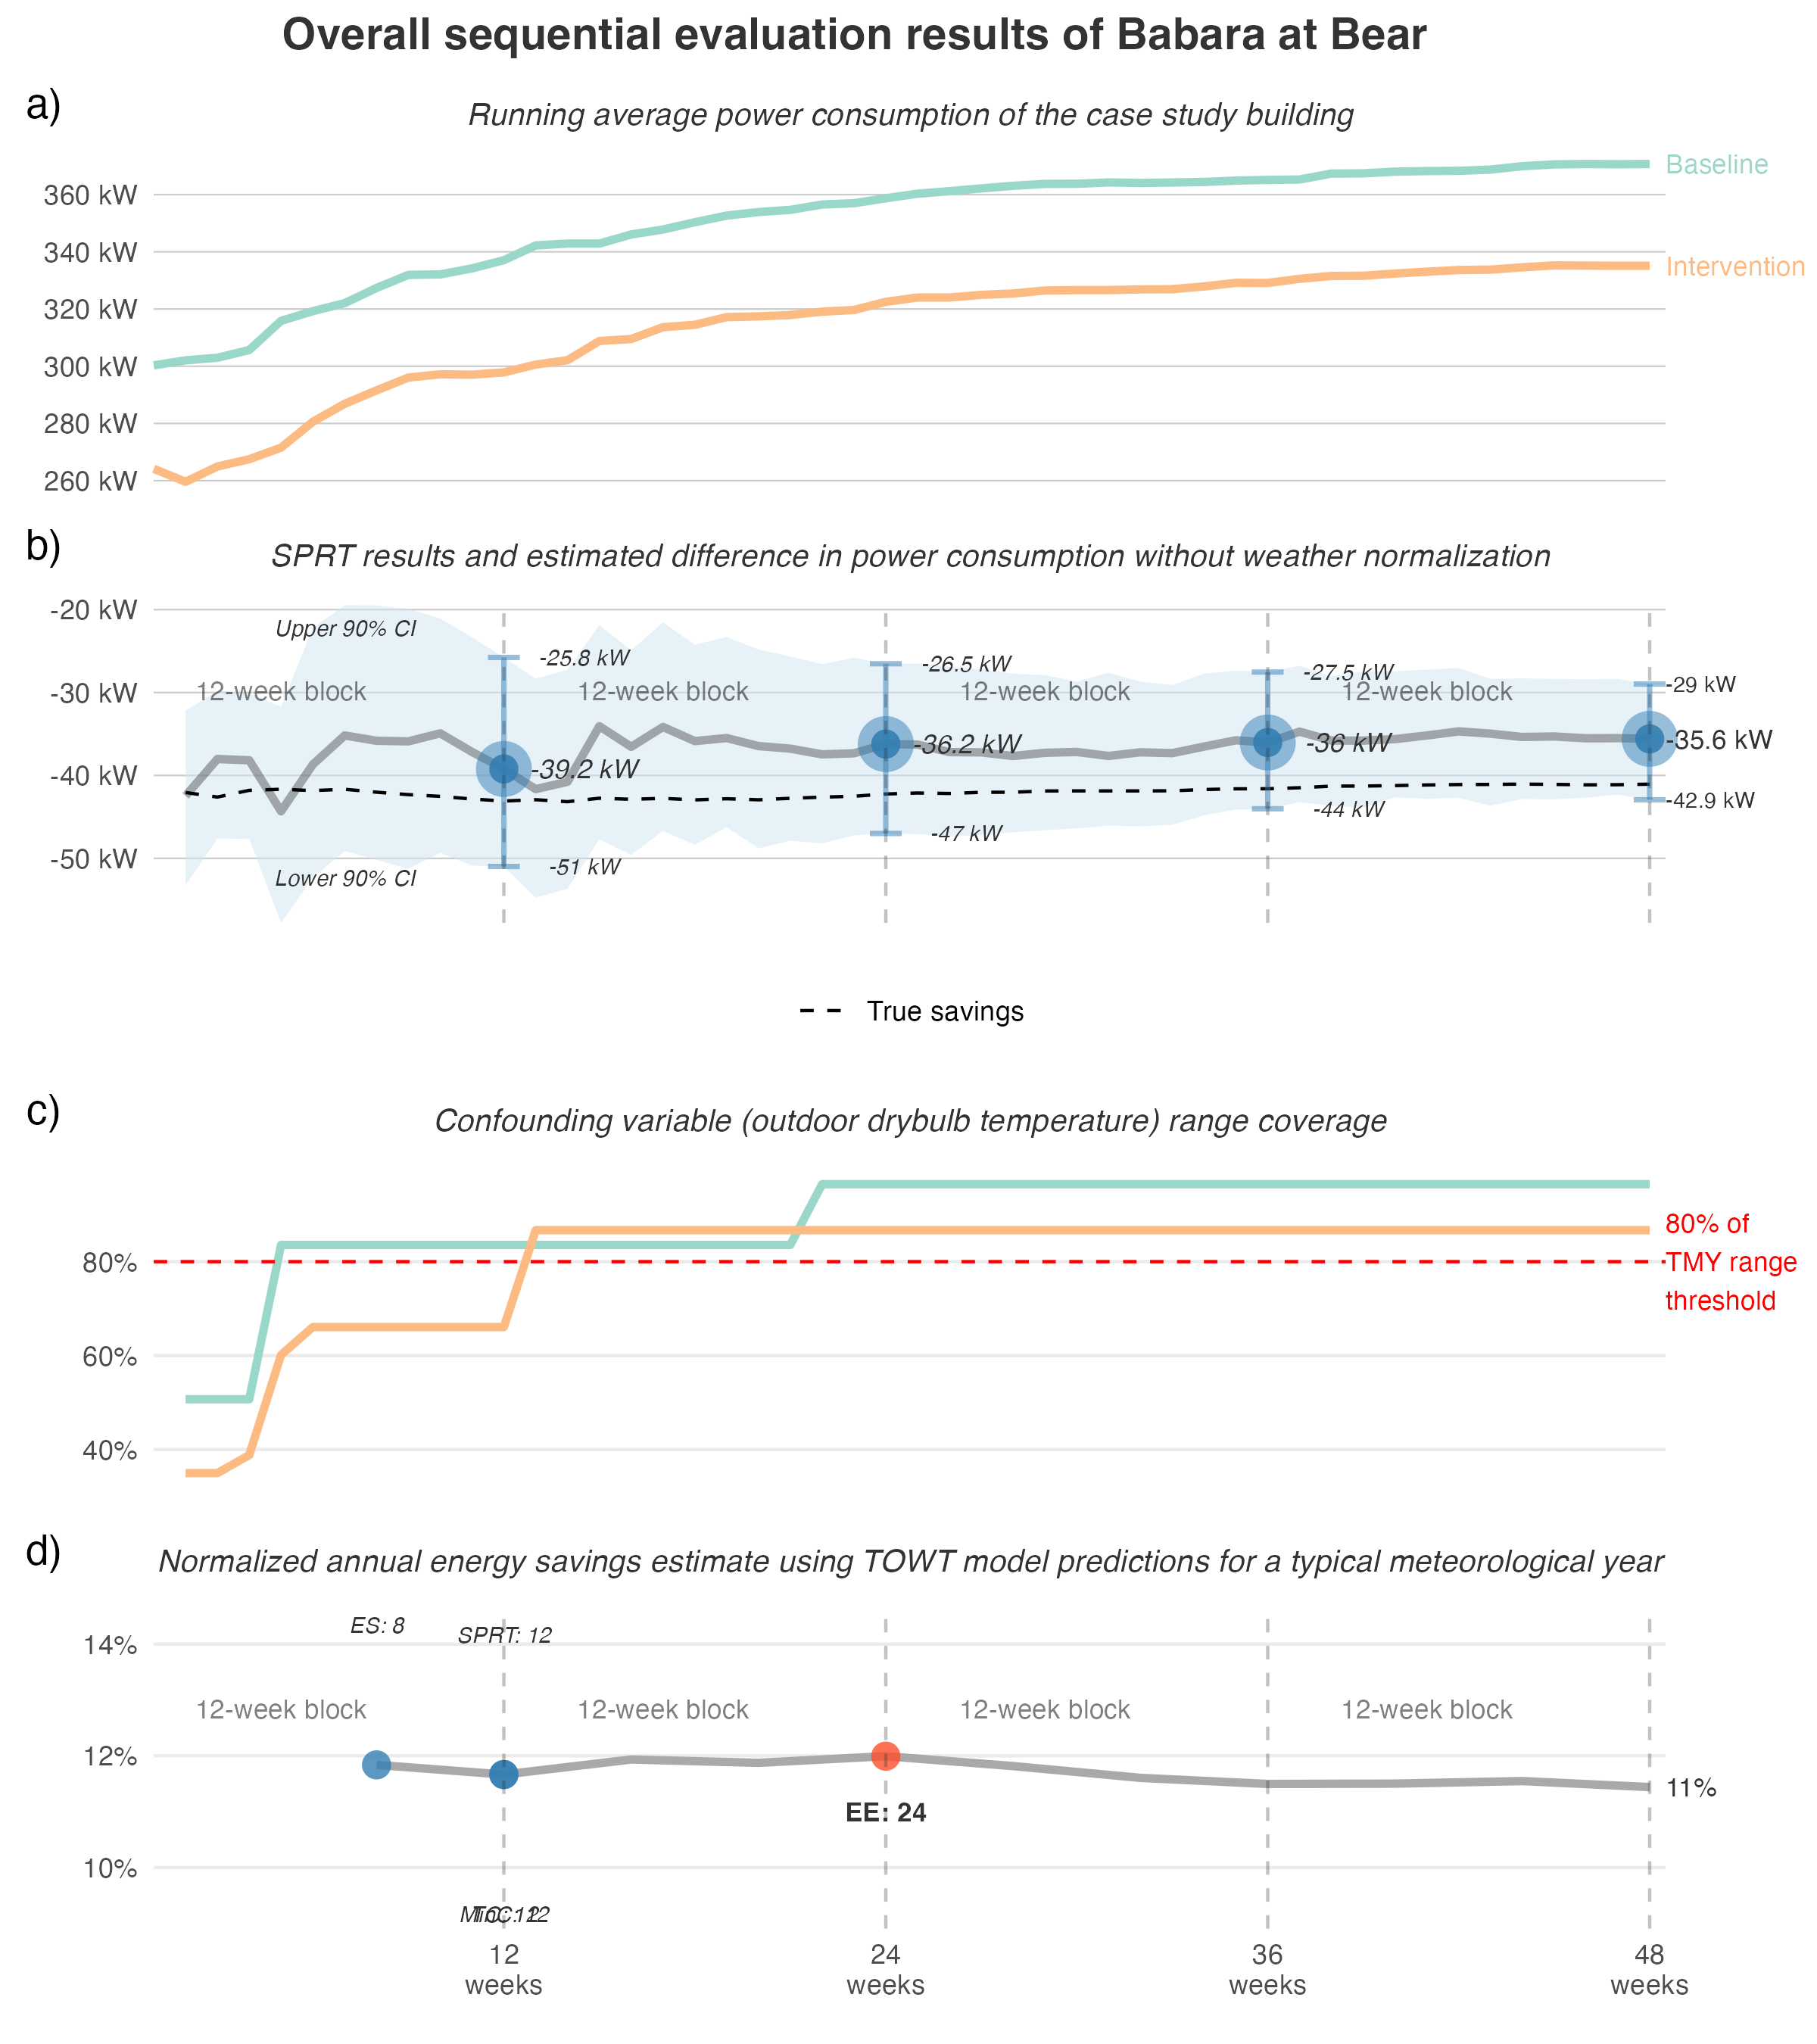 Overall sequential evaluation results of Babara at Bear
a)
Running average power consumption of the case study building
Baseline
360 kW
340 kW
Intervention
320 kW
300 kW
280 kW
260 kW
b)
SPRT results and estimated difference in power consumption without weather normalization
-20 kW
Upper 90% CI
-25.8 kW
-26.5 kW
-27.5 kW
-29 kW
-30 kW
12-week block
12-week block
12-week block
12-week block
-39.2 kW
-36.2 kW
-36 kW
-35.6 kW
-40 kW
-51 kW
-47 kW
-44 kW
-42.9 kW
-50 kW
Lower 90% CI
True savings
c)
Confounding variable (outdoor drybulb temperature) range coverage
80% of
TMY range
threshold
80%
60%
40%
d)
Normalized annual energy savings estimate using TOWT model predictions for a typical meteorological year
ES: 8
SPRT: 12
14%
12-week block
12-week block
12-week block
12-week block
12%
11%
EE: 24
10%
12
weeks
24
weeks
36
weeks
48
weeks